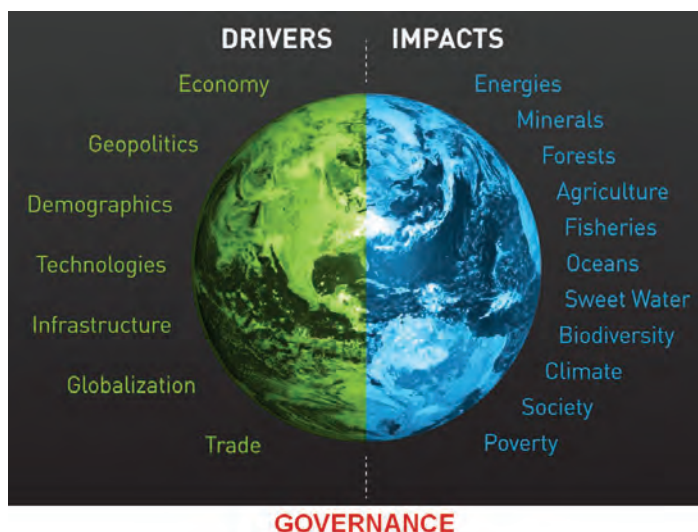 DRIVERS
IMPACTS
Economy
Geopolitics
Demographics
Technologies
Infrastructure
Globalization
Trade
Energies
Minerals
Forests
Agriculture
Fisheries
Oceans
Sweet Water
Biodiversity
Climate
Society
Poverty
GOVERNANCE